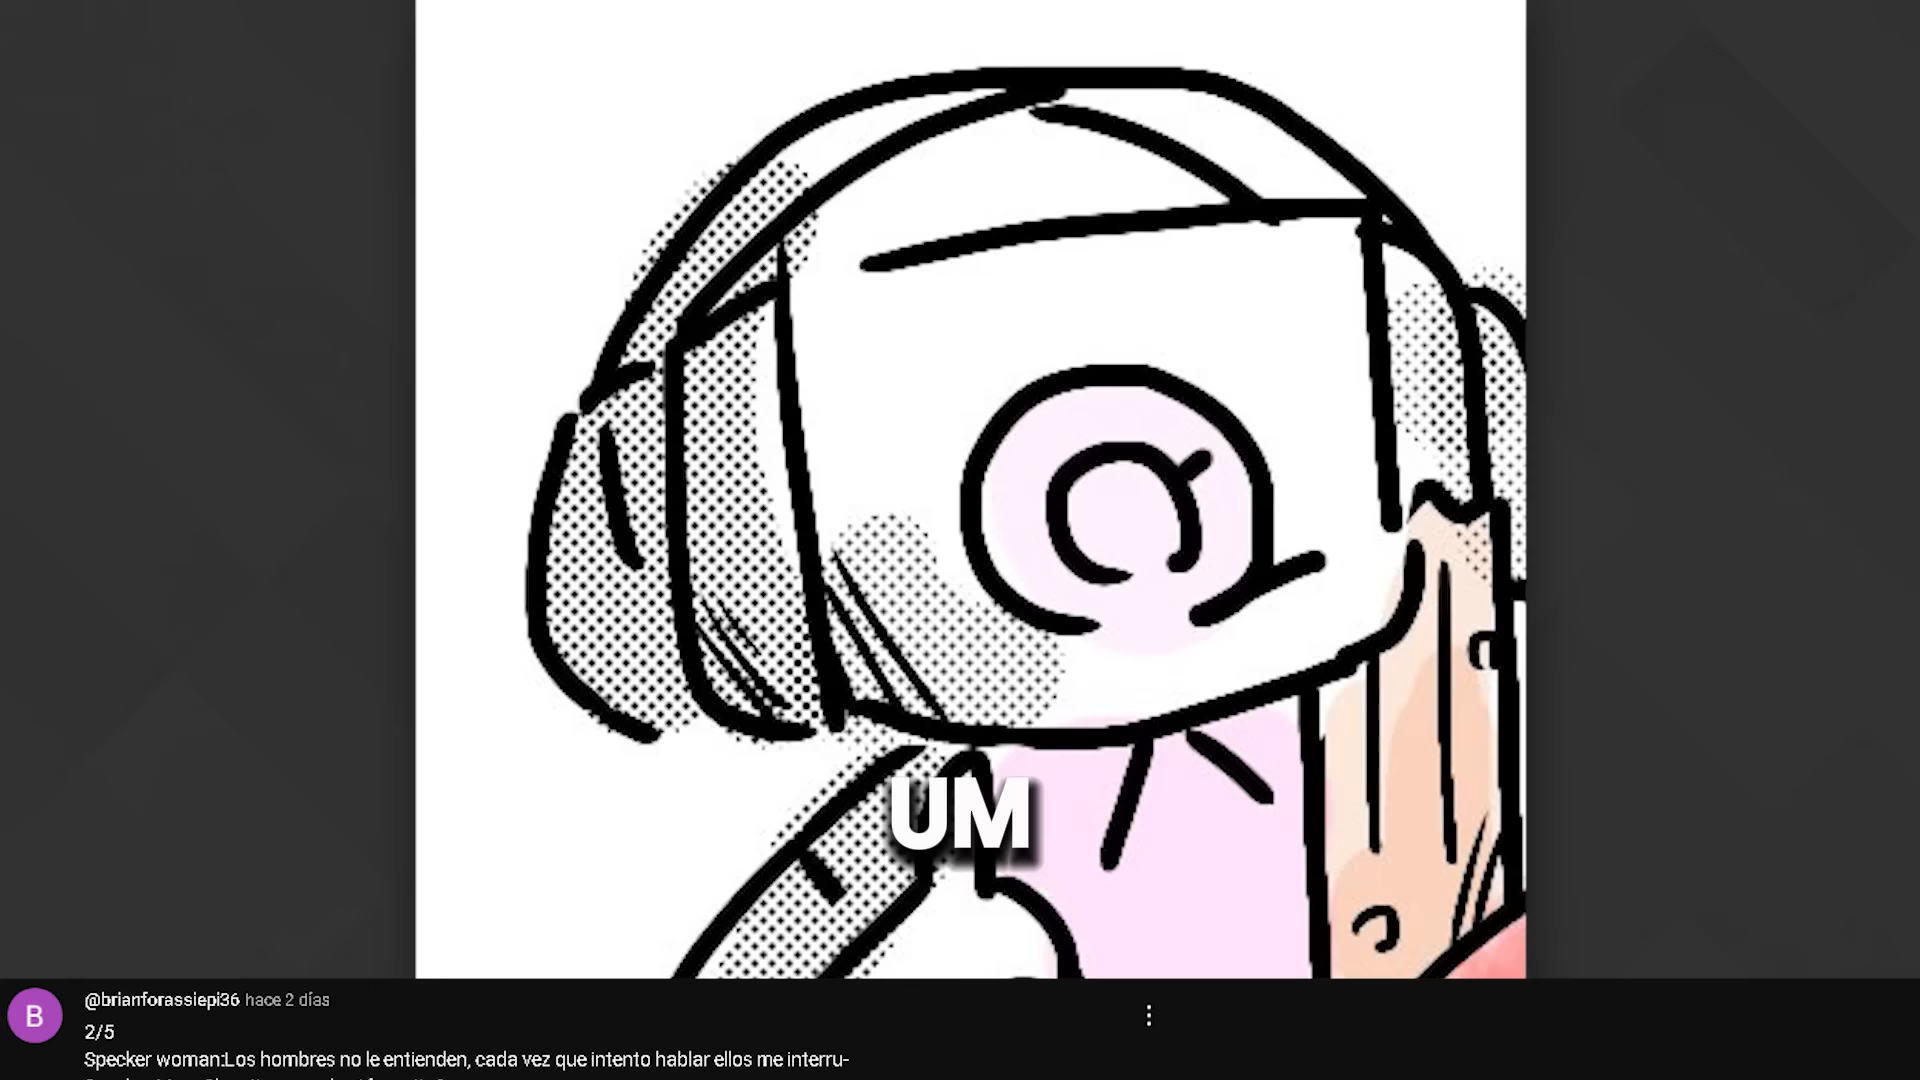 UM
B
@brianforassiepi36 hace 2 días
2/5
Specker woman:Los hombres no le entienden, cada vez que intento hablar ellos me interru-